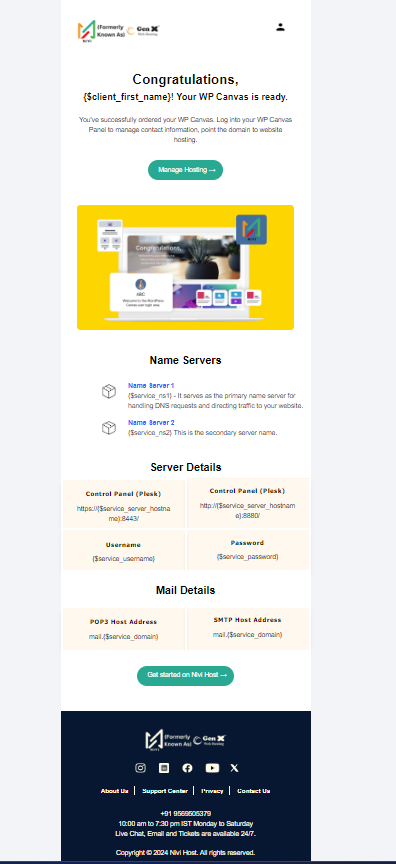 (Formerly
Known As)
Gen X
Web Hosting
NIVI
Congratulations,
{$client_first_name}! Your WP Canvas is ready.
You've successfully ordered your WP Canvas. Log into your WP Canvas
Panel to manage contact information, point the domain to website
hosting.
Manage Hosting →
Congratulations,
ABC
Welcome to the WordPress
Name Servers
Name Server 1
{$service_ns1} - It serves as the primary name server for
handling DNS requests and directing traffic to your website.
Name Server 2
{$service_ns2} This is the secondary server name.
Server Details
Control Panel (Plesk)
https://{$service_server_hostna
me}:8443/
Control Panel (Plesk)
http://{$service_server_hostnam
e}:8880/
Username
{$service_username}
Password
{$service_password}
Mail Details
POP3 Host Address
mail.{$service_domain}
SMTP Host Address
mail.{$service_domain}
Get started on Nivi Host →
(Formerly
Known As)
Gen X
Web Hosting
NIVI
About Us | Support Center | Privacy | Contact Us
+91 9569505379
10:00 am to 7:30 pm IST Monday to Saturday
Live Chat, Email and Tickets are available 24/7.
Copyright © 2024 Nivi Host. All rights reserved.